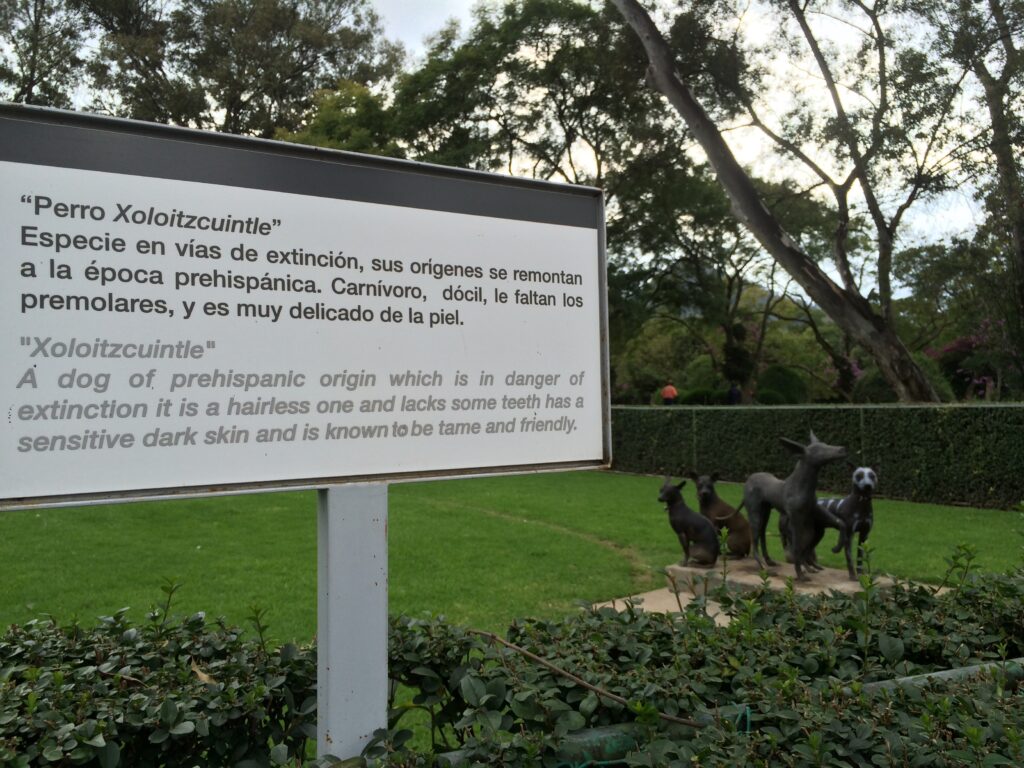 “Perro Xoloitzcuintle”
Especie en vías de extinción, sus orígenes se remontan
a la época prehispánica. Carnívoro, dócil, le faltan los
premolares, y es muy delicado de la piel.
"Xoloitzcuintle"
A dog of prehispanic origin which is in danger of
extinction it is a hairless one and lacks some teeth has a
sensitive dark skin and is known to be tame and friendly.